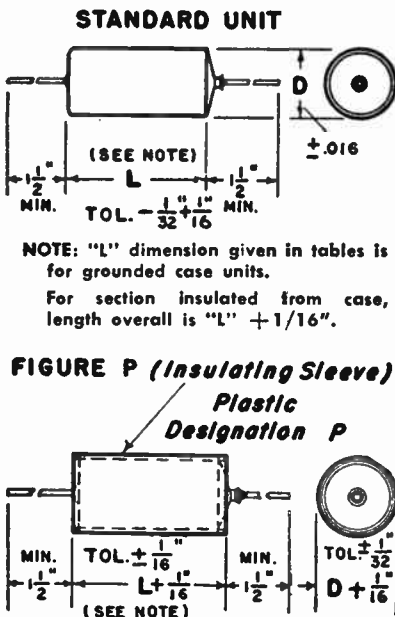 STANDARD UNIT
D
± .016
(SEE NOTE)
1 1/2" MIN.
L
1 1/2" MIN.
TOL. - 1/32" + 1/16"
NOTE: "L" dimension given in tables is
for grounded case units.
For section insulated from case,
length overall is "L" + 1/16".
FIGURE P (Insulating Sleeve)
Plastic
Designation P
MIN.
1 1/2"
TOL. ± 1/16"
L + 1/16"
(SEE NOTE)
MIN.
1 1/2"
TOL. ± 1/32"
D + 1/16"